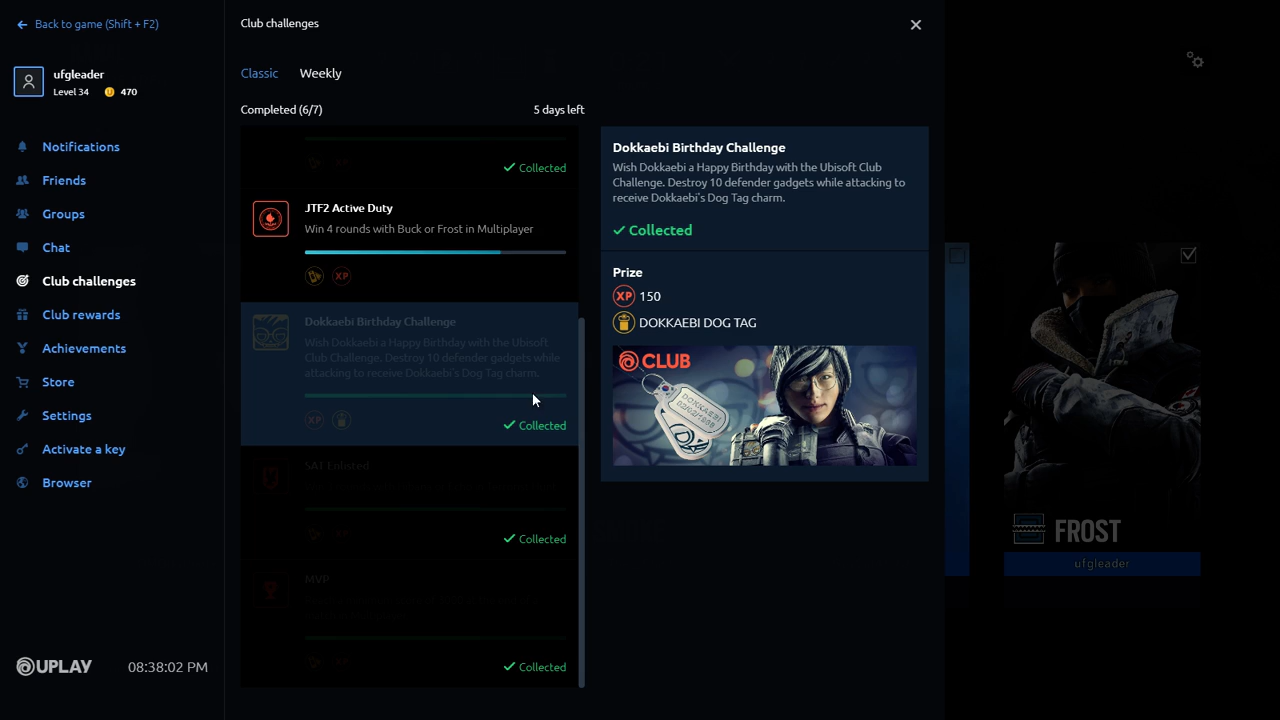 Back to game (Shift + F2)
ufgleader
Level 34 470
Notifications
Friends
Groups
Chat
Club challenges
Club rewards
Achievements
Store
Settings
Activate a key
Browser
UPLAY 08:38:02 PM
Club challenges
Classic Weekly
Completed (6/7) 5 days left
XP
Collected
JTF2 Active Duty
Win 4 rounds with Buck or Frost in Multiplayer
XP
Dokkaebi Birthday Challenge
Wish Dokkaebi a Happy Birthday with the Ubisoft
Club Challenge. Destroy 10 defender gadgets while
attacking to receive Dokkaebi's Dog Tag charm.
XP
Collected
SAT Enlisted
Collected
MVP
Collected
Dokkaebi Birthday Challenge
Wish Dokkaebi a Happy Birthday with the Ubisoft Club
Challenge. Destroy 10 defender gadgets while attacking to
receive Dokkaebi's Dog Tag charm.
Collected
Prize
XP 150
DOKKAEBI DOG TAG
CLUB
DOKKAEBI
02/02/1988
FROST
ufgleader